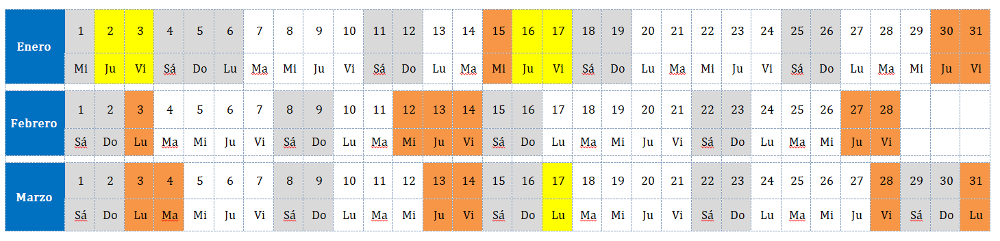 Enero 1 2 3 4 5 6 7 8 9 10 11 12 13 14 15 16 17 18 19 20 21 22 23 24 25 26 27 28 29 30 31
Mi Ju Vi Sá Do Lu Ma Mi Ju Vi Sá Do Lu Ma Mi Ju Vi Sá Do Lu Ma Mi Ju Vi Sá Do Lu Ma Mi Ju Vi
Febrero 1 2 3 4 5 6 7 8 9 10 11 12 13 14 15 16 17 18 19 20 21 22 23 24 25 26 27 28
Sá Do Lu Ma Mi Ju Vi Sá Do Lu Ma Mi Ju Vi Sá Do Lu Ma Mi Ju Vi Sá Do Lu Ma Mi Ju Vi
Marzo 1 2 3 4 5 6 7 8 9 10 11 12 13 14 15 16 17 18 19 20 21 22 23 24 25 26 27 28 29 30 31
Sá Do Lu Ma Mi Ju Vi Sá Do Lu Ma Mi Ju Vi Sá Do Lu Ma Mi Ju Vi Sá Do Lu Ma Mi Ju Vi Sá Do Lu